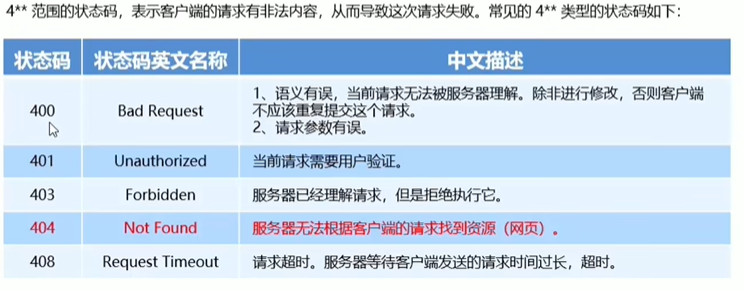 4** 范围的状态码，表示客户端的请求有非法内容，从而导致这次请求失败。常见的 4** 类型的状态码如下：
状态码 状态码英文名称 中文描述
400 Bad Request 1、语义有误，当前请求无法被服务器理解。除非进行修改，否则客户端
不应该重复提交这个请求。
2、请求参数有误。
401 Unauthorized 当前请求需要用户验证。
403 Forbidden 服务器已经理解请求，但是拒绝执行它。
404 Not Found 服务器无法根据客户端的请求找到资源（网页）。
408 Request Timeout 请求超时。服务器等待客户端发送的请求时间过长，超时。